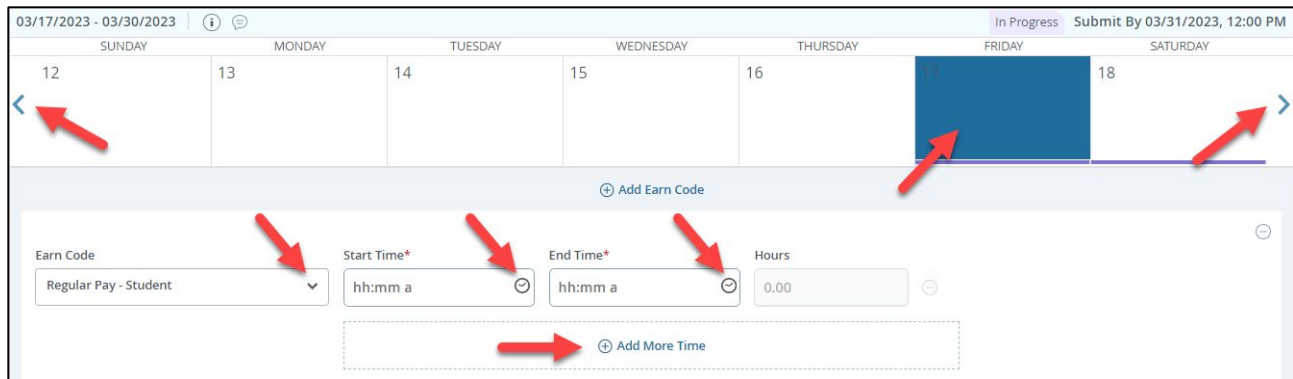 03/17/2023 - 03/30/2023 In Progress Submit By 03/31/2023, 12:00 PM
SUNDAY MONDAY TUESDAY WEDNESDAY THURSDAY FRIDAY SATURDAY
12 13 14 15 16 17 18
Add Earn Code
Earn Code Start Time* End Time* Hours
Regular Pay - Student hh:mm a hh:mm a 0.00
Add More Time